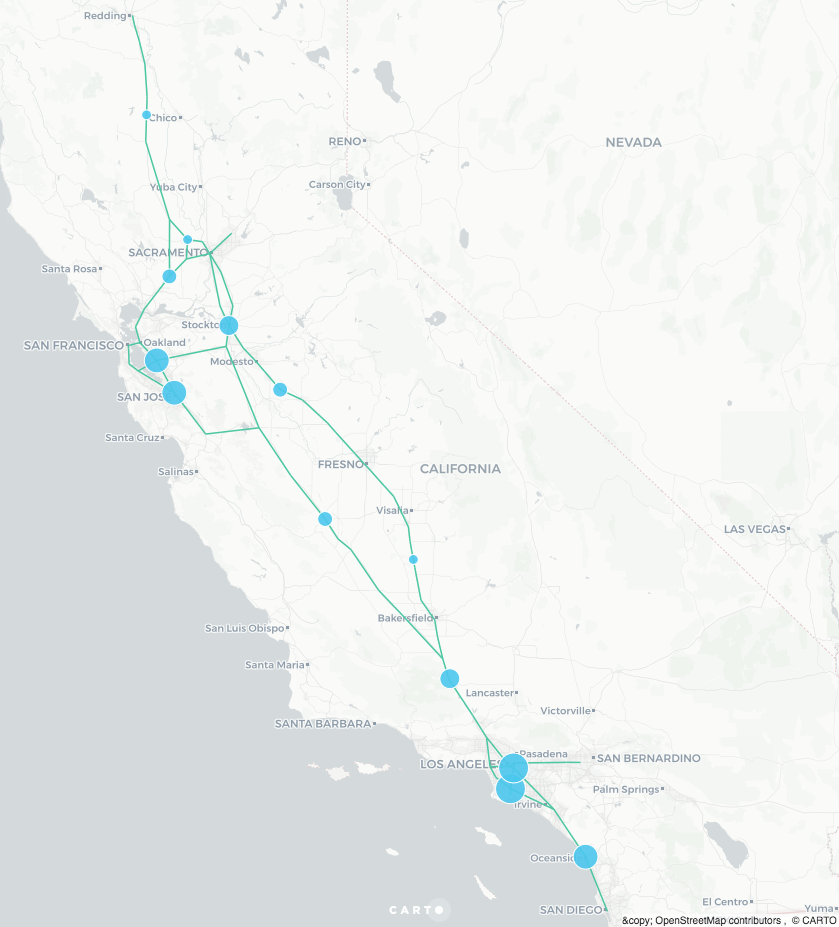 Redding
Chico
RENO
NEVADA
Carson City
Yuba City
SACRAMENTO
Santa Rosa
Stockto
SAN FRANCISCO
Oakland
Modesto
SAN JOS
Santa Cruz
FRESNO
CALIFORNIA
Salinas
Visalia
LAS VEGAS
Bakersfield
San Luis Obispo
Santa Maria
Lancaster
Victorville
SANTA BARBARA
Pasadena
SAN BERNARDINO
LOS ANGELES
Palm Springs
Irvine
Oceansid
El Centro
Yuma
SAN DIEGO
CARTO
&copy; OpenStreetMap contributors , © CARTO